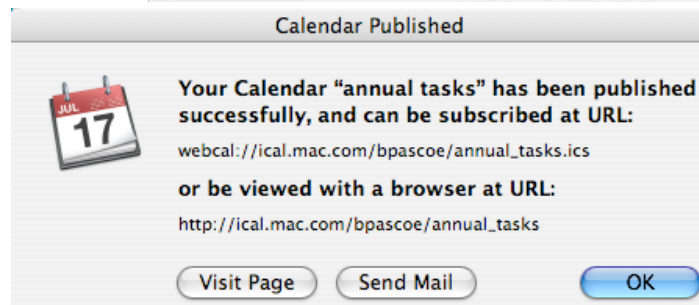 Calendar Published
JUL
17
Your Calendar “annual tasks” has been published
successfully, and can be subscribed at URL:
webcal://ical.mac.com/bpascoe/annual_tasks.ics
or be viewed with a browser at URL:
http://ical.mac.com/bpascoe/annual_tasks
Visit Page Send Mail OK